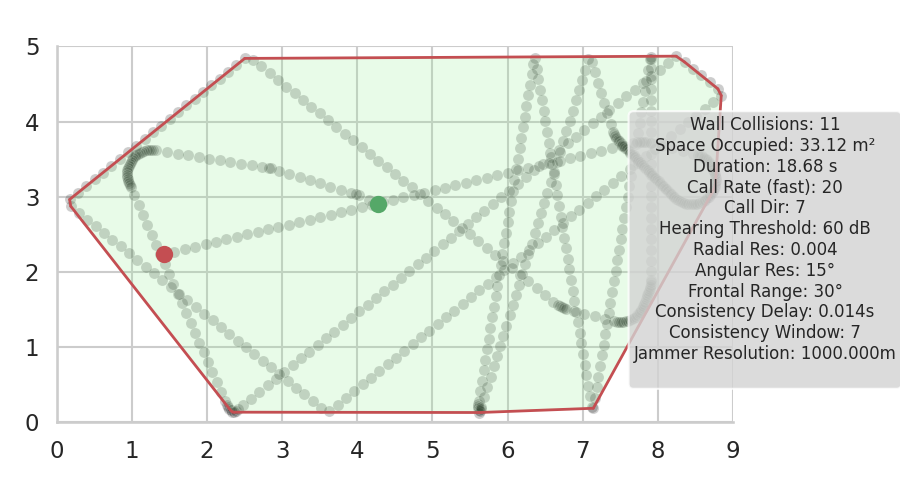 5
4
3
2
1
0
0 1 2 3 4 5 6 7 8 9
Wall Collisions: 11
Space Occupied: 33.12 m²
Duration: 18.68 s
Call Rate (fast): 20
Call Dir: 7
Hearing Threshold: 60 dB
Radial Res: 0.004
Angular Res: 15°
Frontal Range: 30°
Consistency Delay: 0.014s
Consistency Window: 7
Jammer Resolution: 1000.000m